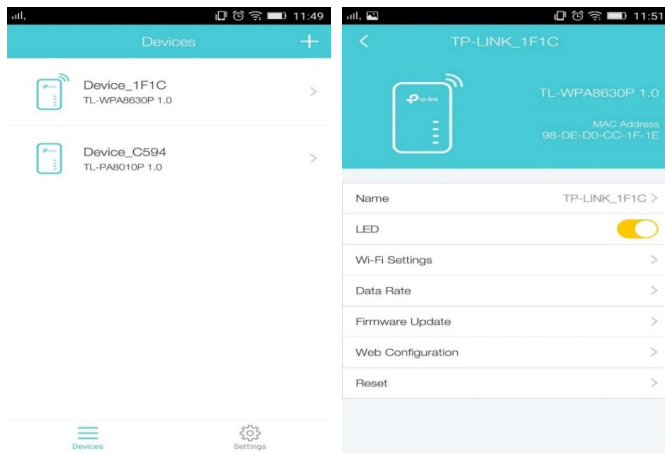 11:49
Devices
+
Device_1F1C
TL-WPA8630P 1.0
Device_C594
TL-PA8010P 1.0
Devices
Settings
11:51
TP-LINK_1F1C
tp-link
TL-WPA8630P 1.0
MAC Address
98-DE-D0-CC-1F-1E
Name
TP-LINK_1F1C
LED
Wi-Fi Settings
Data Rate
Firmware Update
Web Configuration
Reset